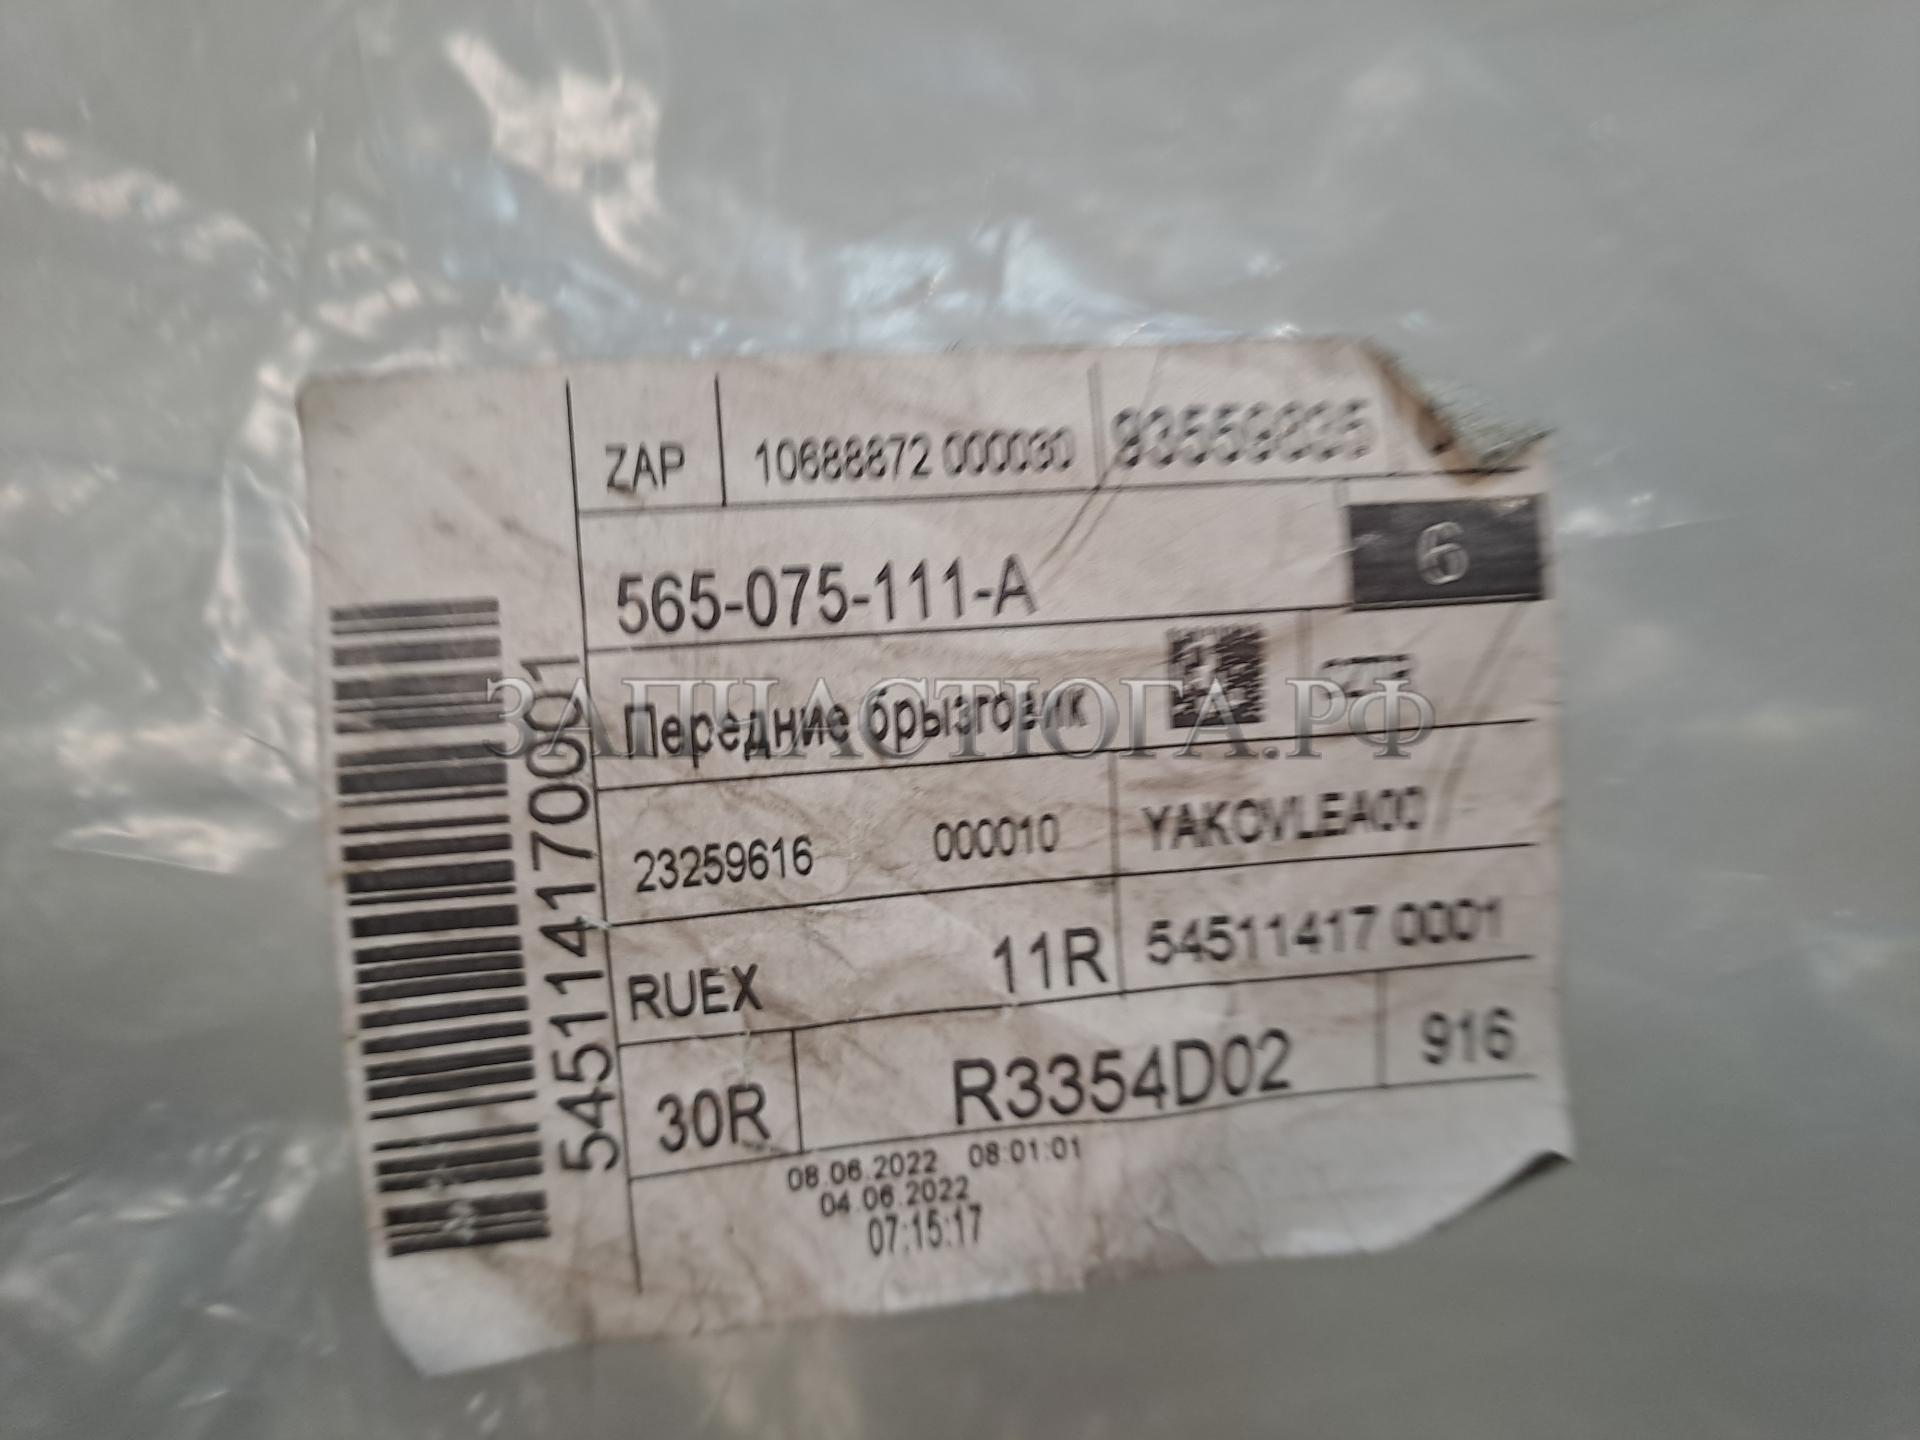 ZAP 10688872 000030
565-075-111-A 6
Передние брызговик
ЗАПЧАСТЮГА.РФ
23259616 000010 YAKOVLEA00
RUEX 11R 54511417 0001
30R R3354D02 916
08.06.2022 08:01:01
04.06.2022
07:15:17
545114170001